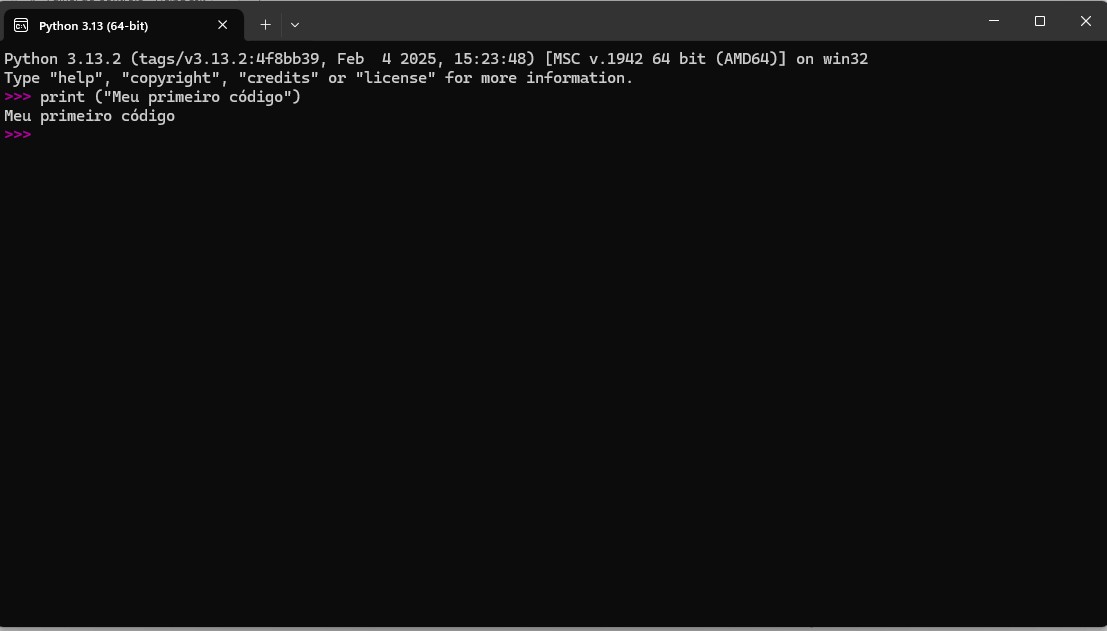 Python 3.13 (64-bit)
Python 3.13.2 (tags/v3.13.2:4f8bb39, Feb  4 2025, 15:23:48) [MSC v.1942 64 bit (AMD64)] on win32
Type "help", "copyright", "credits" or "license" for more information.
>>> print ("Meu primeiro código")
Meu primeiro código
>>>